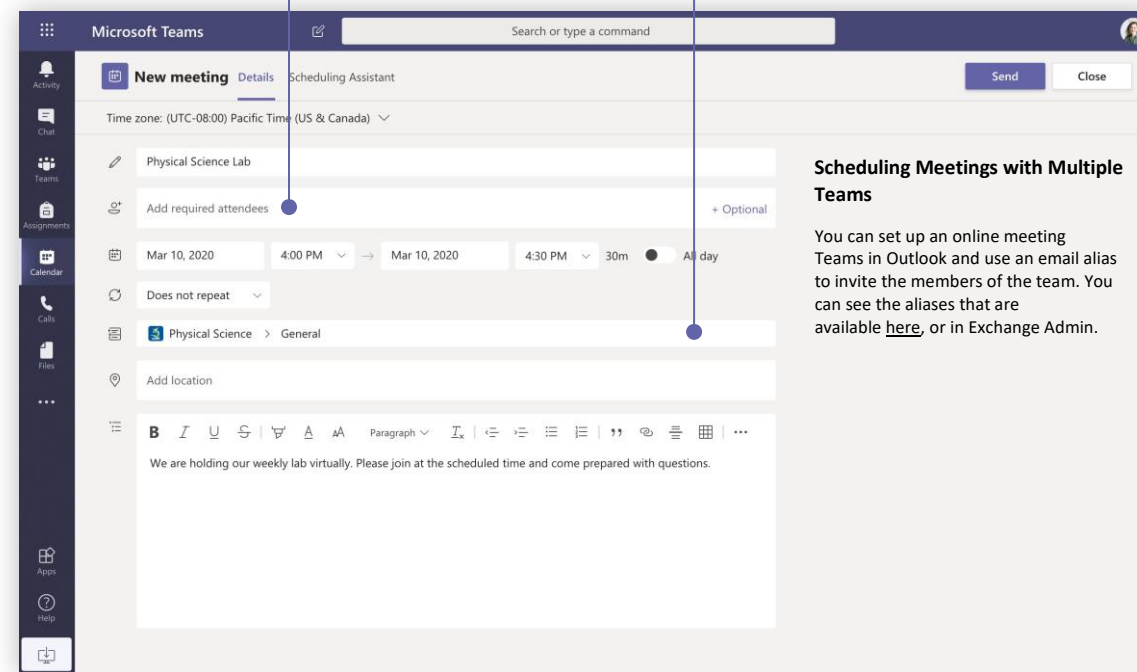 Microsoft Teams
Search or type a command
Activity
Chat
Teams
Assignments
Calendar
Calls
Files
Apps
Help
New meeting Details Scheduling Assistant
Send Close
Time zone: (UTC-08:00) Pacific Time (US & Canada)
Physical Science Lab
Add required attendees + Optional
Mar 10, 2020 4:00 PM → Mar 10, 2020 4:30 PM 30m All day
Does not repeat
Physical Science > General
Add location
B I U S A AA Paragraph
We are holding our weekly lab virtually. Please join at the scheduled time and come prepared with questions.
Scheduling Meetings with Multiple
Teams
You can set up an online meeting
Teams in Outlook and use an email alias
to invite the members of the team. You
can see the aliases that are
available here, or in Exchange Admin.